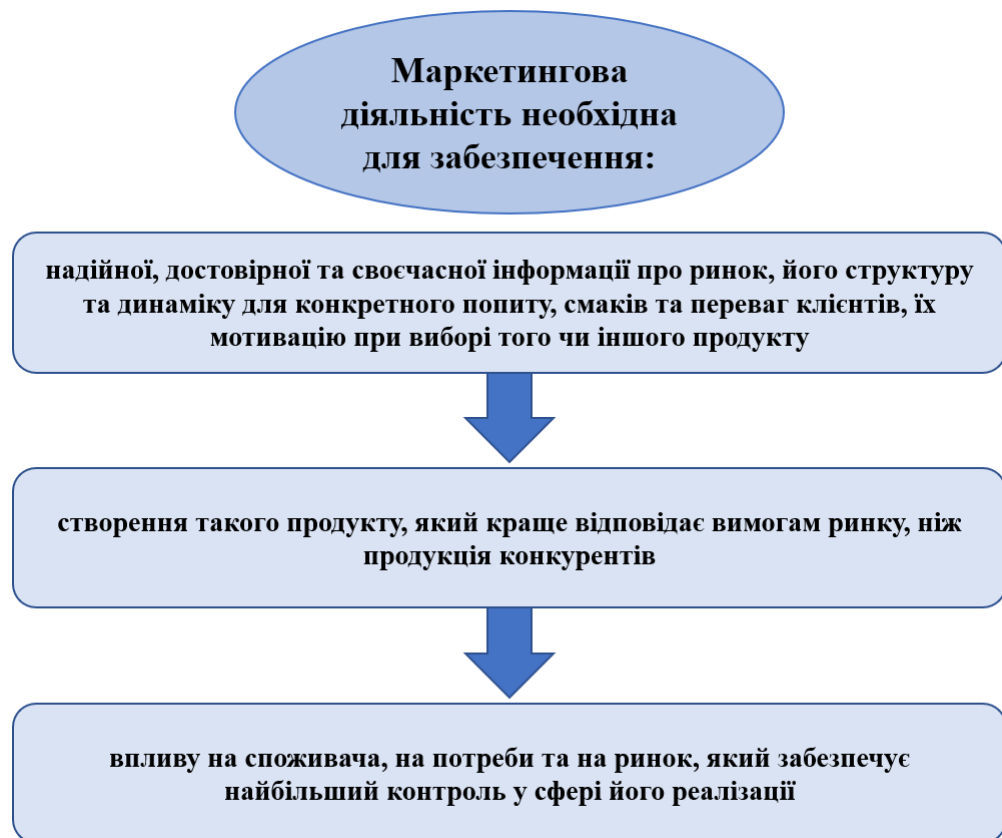 Маркетингова
діяльність необхідна
для забезпечення:
надійної, достовірної та своєчасної інформації про ринок, його структуру
та динаміку для конкретного попиту, смаків та переваг клієнтів, їх
мотивацію при виборі того чи іншого продукту
створення такого продукту, який краще відповідає вимогам ринку, ніж
продукція конкурентів
впливу на споживача, на потреби та на ринок, який забезпечує
найбільший контроль у сфері його реалізації